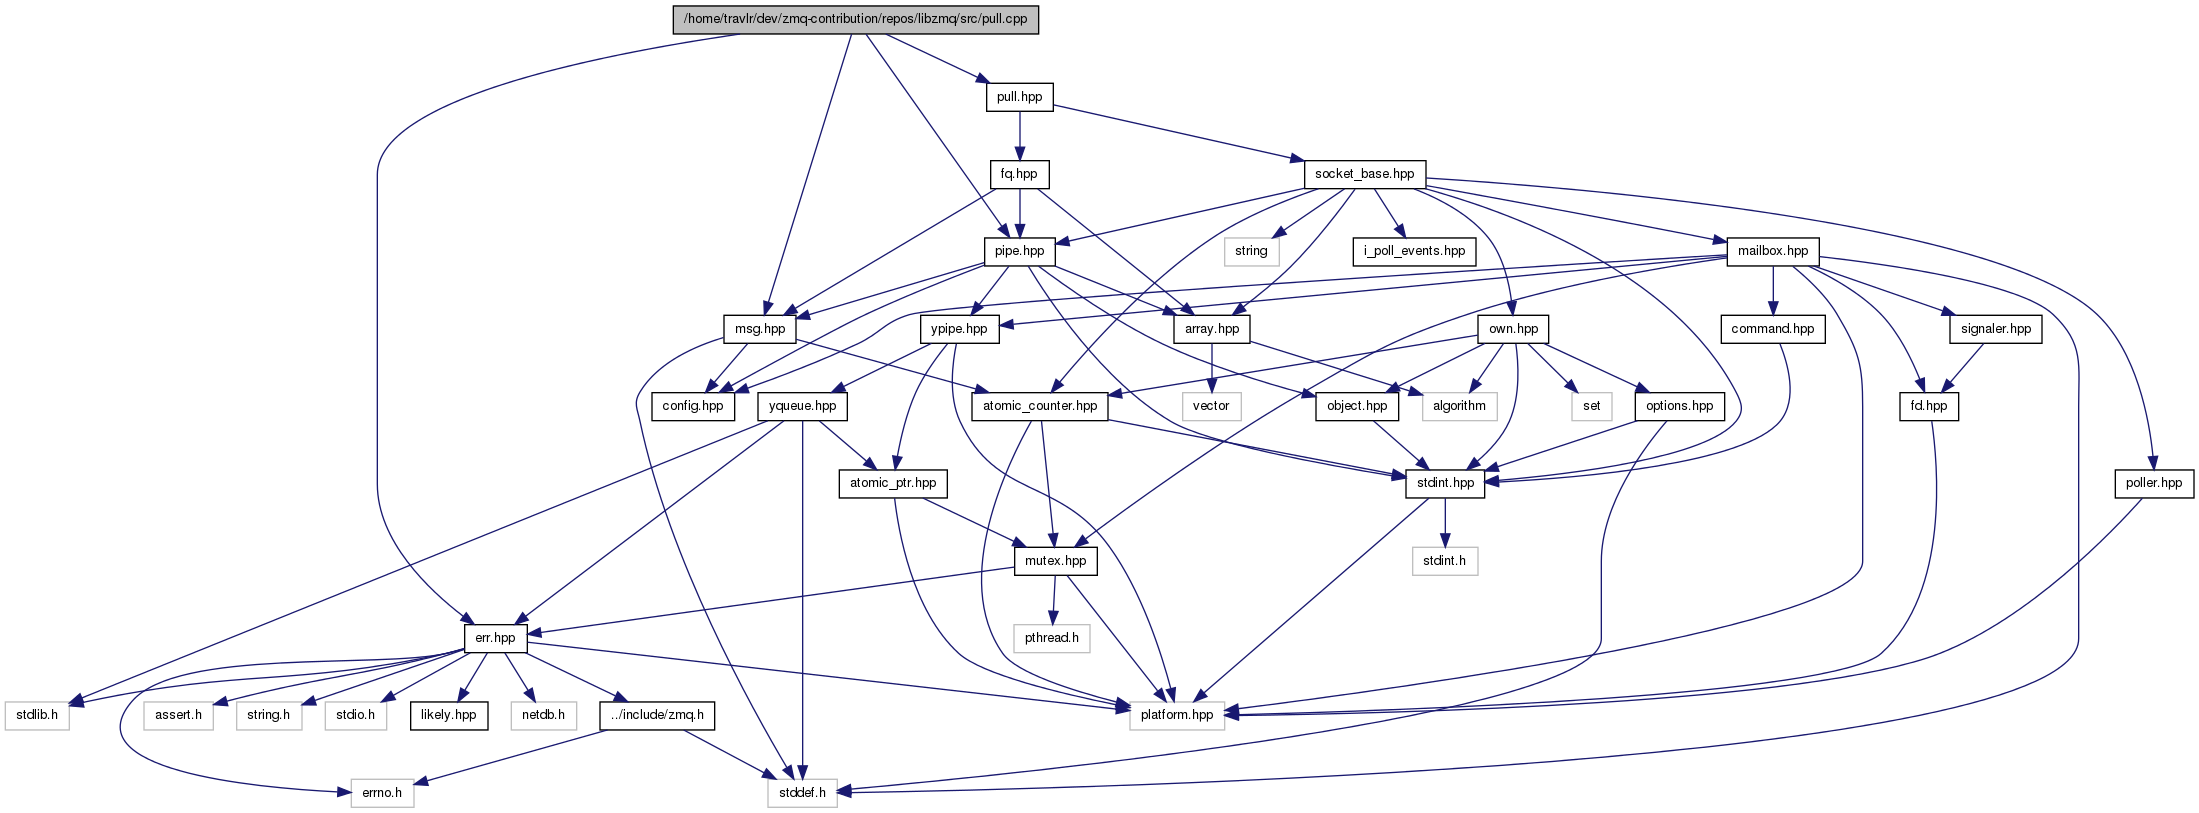 /home/travlr/dev/zmq-contribution/repos/libzmq/src/pull.cpp
pull.hpp
fq.hpp
socket_base.hpp
pipe.hpp
string
i_poll_events.hpp
mailbox.hpp
msg.hpp
ypipe.hpp
array.hpp
own.hpp
command.hpp
signaler.hpp
config.hpp
yqueue.hpp
atomic_counter.hpp
vector
object.hpp
algorithm
set
options.hpp
fd.hpp
atomic_ptr.hpp
stdint.hpp
poller.hpp
mutex.hpp
stdint.h
err.hpp
pthread.h
stdlib.h
assert.h
string.h
stdio.h
likely.hpp
netdb.h
../include/zmq.h
platform.hpp
errno.h
stddef.h